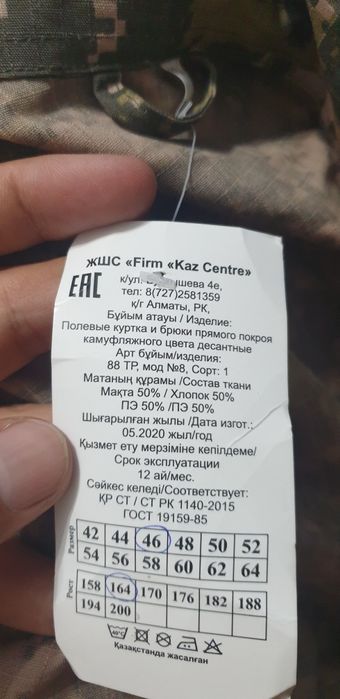 ЖШС «Firm «Kaz Centre»
EAC
к/ул. ушева 4е,
тел: 8(727)2581359
қ/г Алматы, РК,
Бұйым атауы / Изделие:
Полевые куртка и брюки прямого покроя
камуфляжного цвета десантные
Арт бұйым/изделия:
88 ТР, мод №8, Сорт: 1
Матаның құрамы /Состав ткани
Мақта 50% / Хлопок 50%
ПЭ 50% /ПЭ 50%
Шығарылған жылы /Дата изгот.:
05.2020 жыл/год
Қызмет ету мерзіміне кепілдеме/
Срок эксплуатации
12 ай/мес.
Сәйкес келеді/Соответствует:
ҚР СТ / СТ РК 1140-2015
ГОСТ 19159-85
Размер
42 44 46 48 50 52
54 56 58 60 62 64
Рост
158 164 170 176 182 188
194 200
40°C
Қазақстанда жасалған